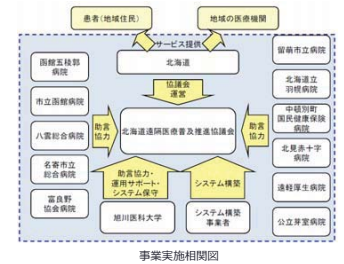 患者(地域住民)
地域の医療機関
サービス提供
北海道
協議会
運営
函館五稜郭
病院
市立函館病院
八雲総合病院
名寄市立
総合病院
富良野
協会病院
助言
協力
北海道遠隔医療普及推進協議会
助言
協力
留萌市立病院
北海道立
羽幌病院
中頓別町
国民健康保険
病院
北見赤十字
病院
遠軽厚生病院
公立芽室病院
助言協力・
運用サポート・
システム保守
システム構築
旭川医科大学
システム構築
事業者
事業実施相関図